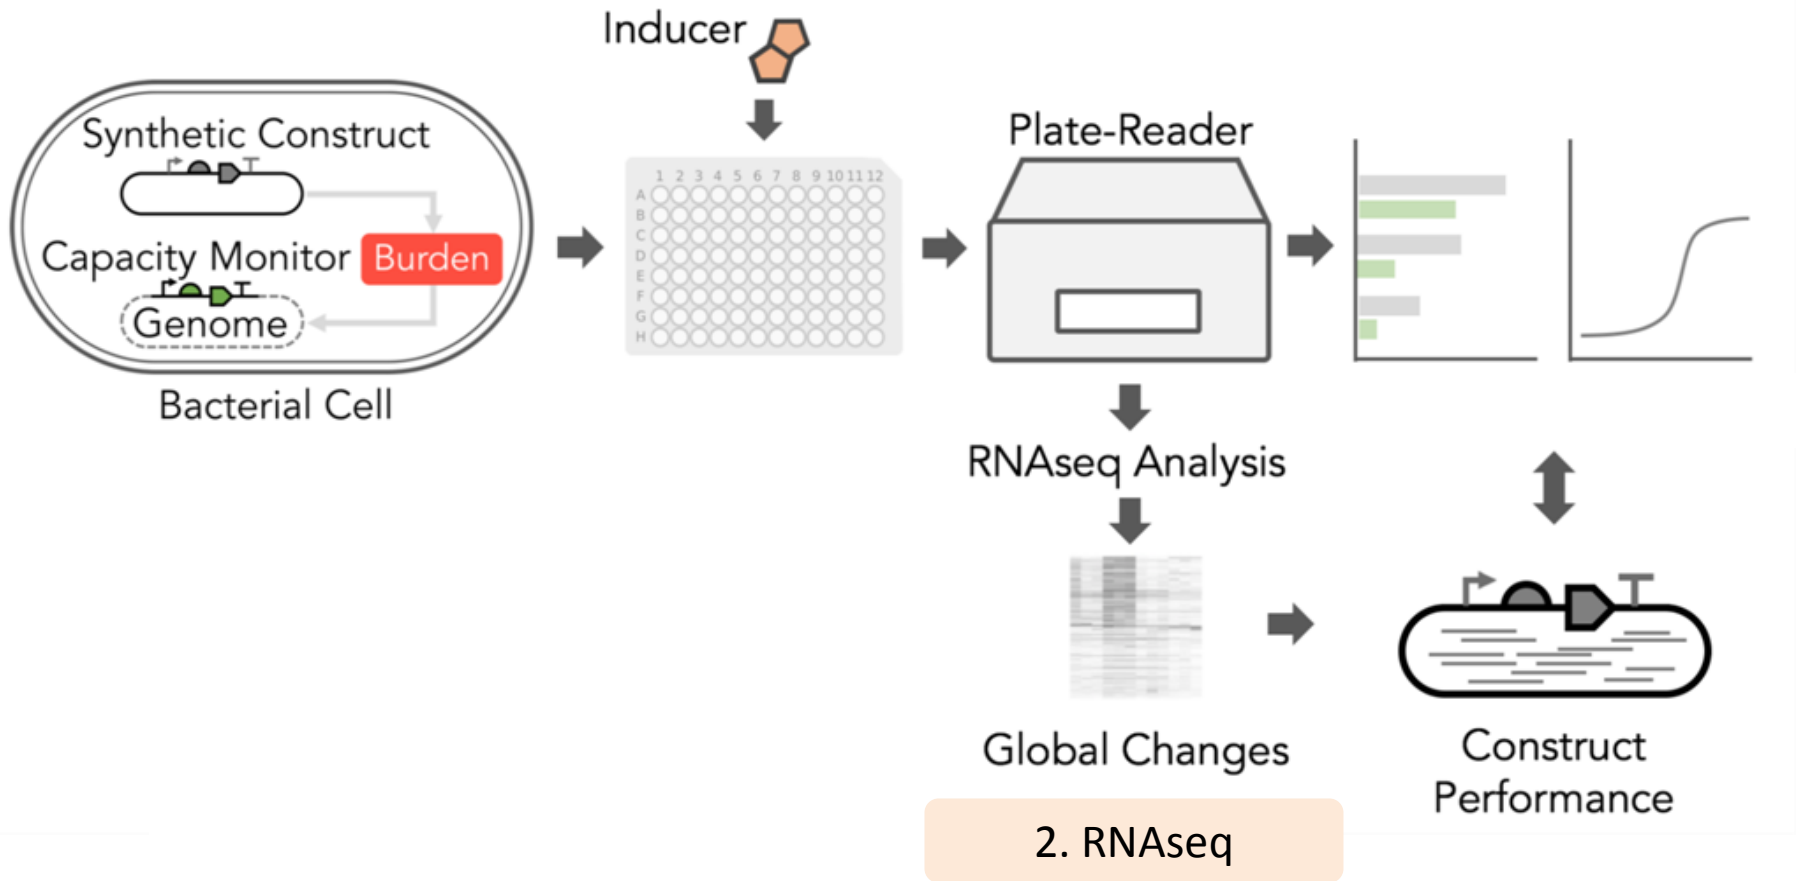 Inducer
Synthetic Construct
Capacity Monitor
Burden
Genome
Bacterial Cell
1 2 3 4 5 6 7 8 9 10 11 12
A
B
C
D
E
F
G
H
Plate-Reader
RNAseq Analysis
Global Changes
2. RNAseq
Construct
Performance